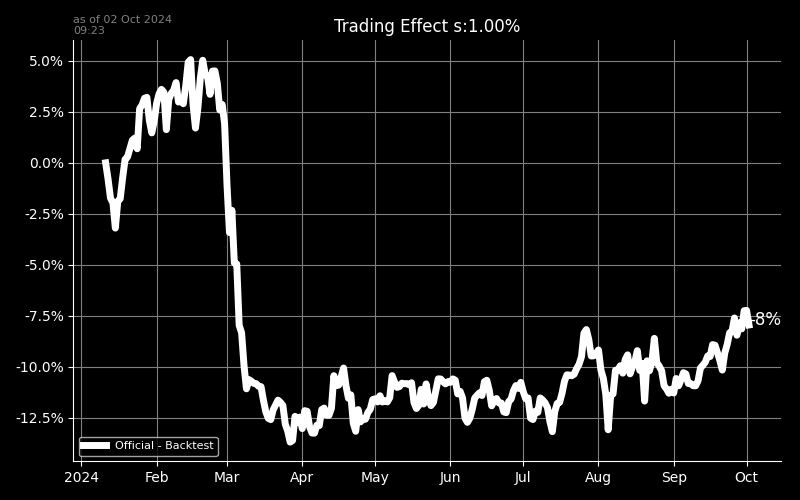 as of 02 Oct 2024
09:23
Trading Effect s:1.00%
5.0%
2.5%
0.0%
-2.5%
-5.0%
-7.5%
-8%
-10.0%
-12.5%
Official - Backtest
2024 Feb Mar Apr May Jun Jul Aug Sep Oct